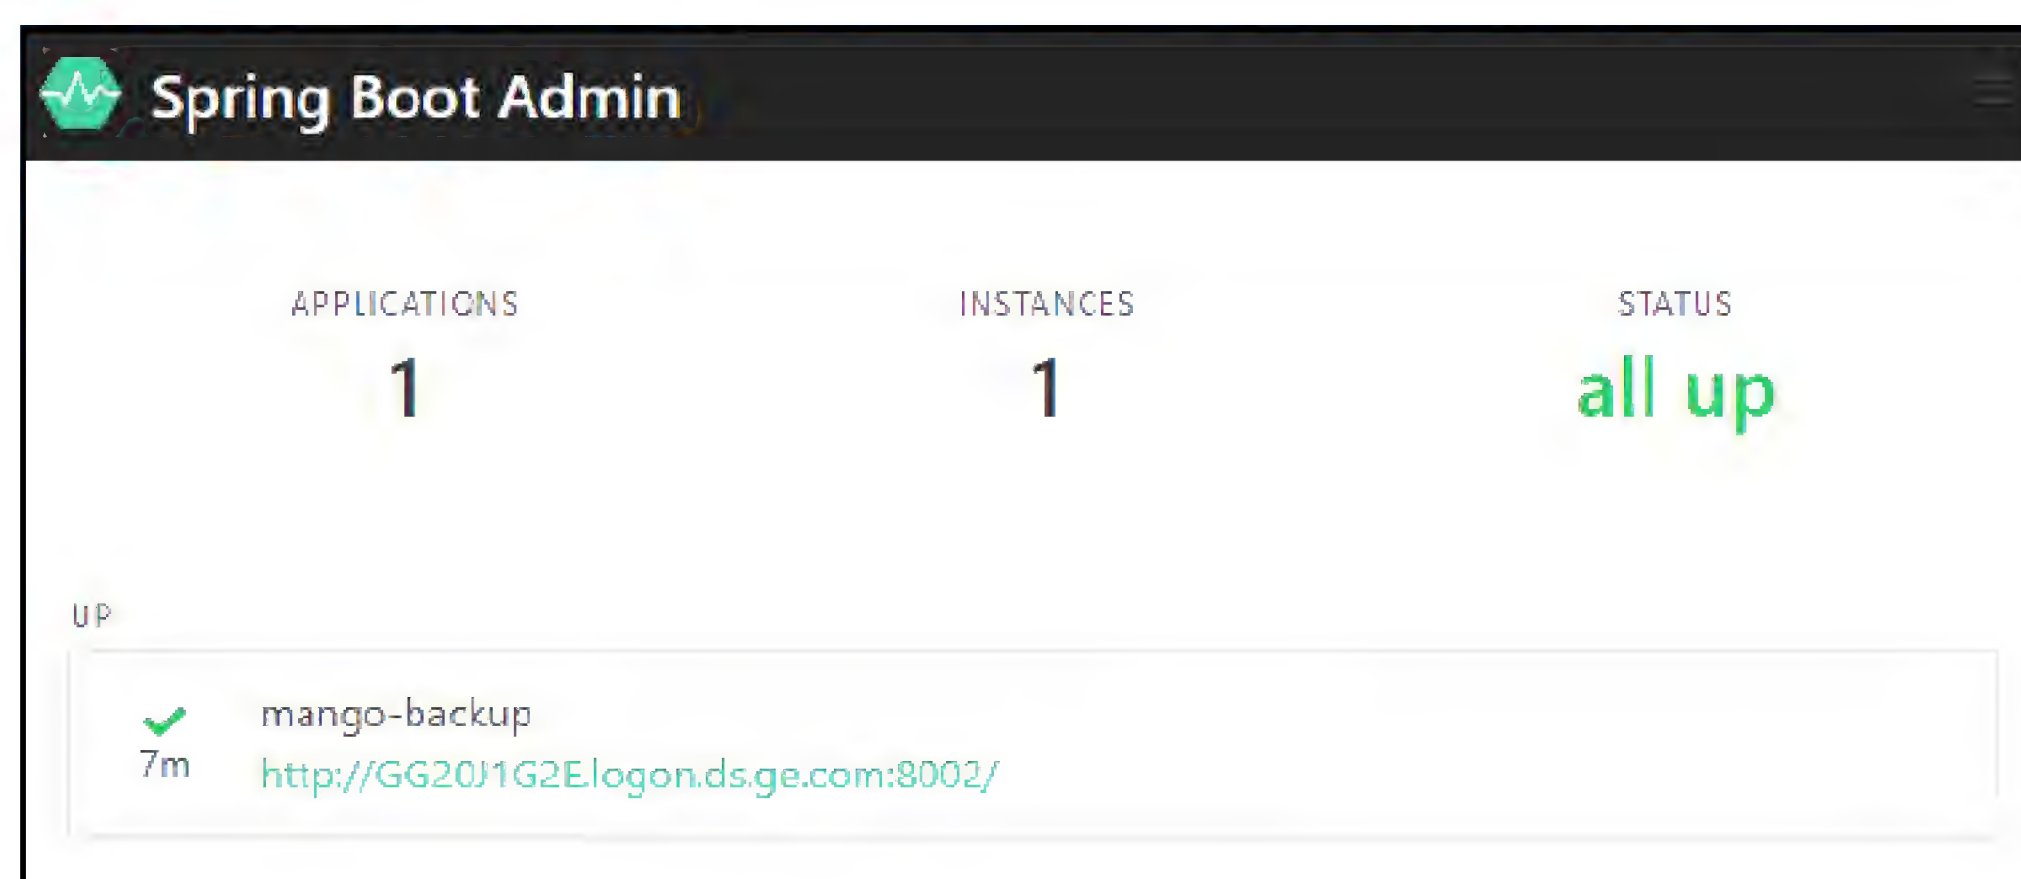 Spring Boot Admin
APPLICATIONS
INSTANCES
STATUS
1
1
all up
UP
mango-backup
7m
http://GG20J1G2E.logon.ds.ge.com:8002/